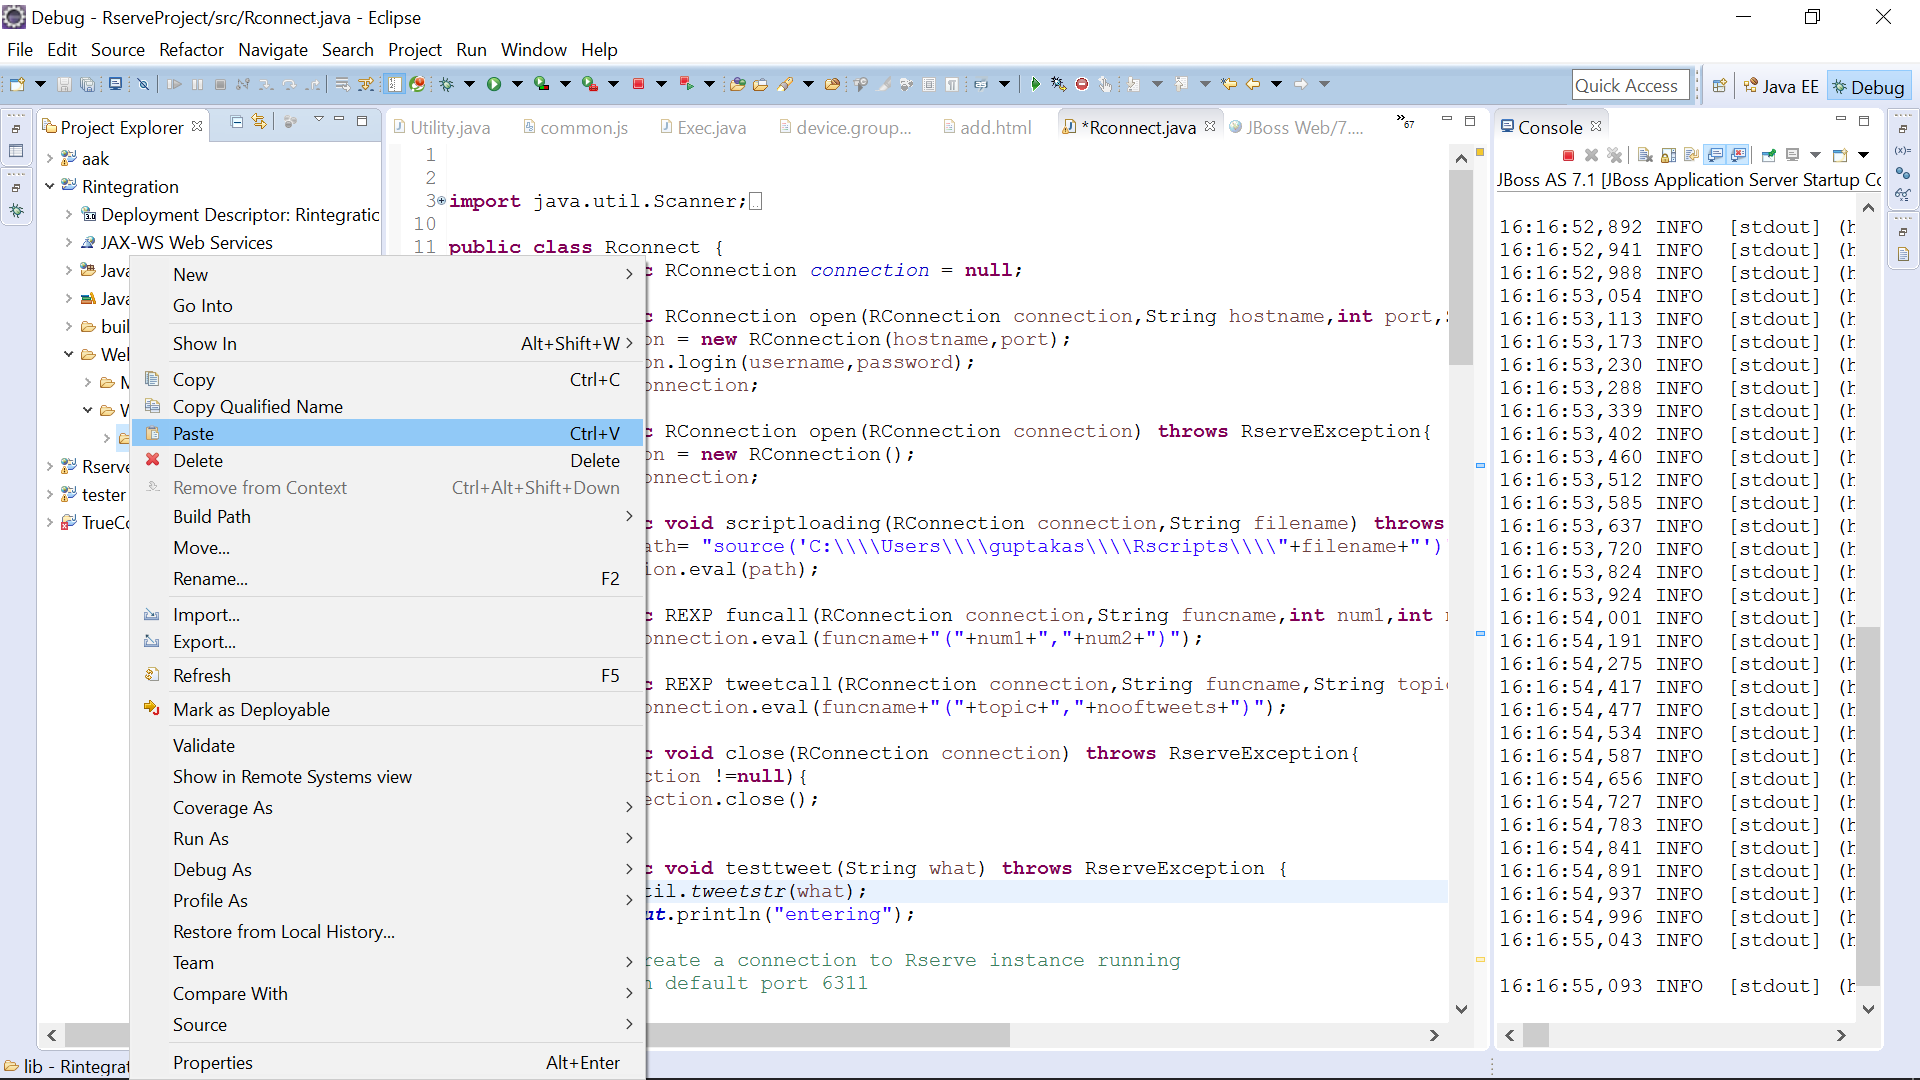 Debug - RserveProject/src/Rconnect.java - Eclipse
File Edit Source Refactor Navigate Search Project Run Window Help
Quick Access Java EE Debug
Project Explorer
aak
Rintegration
Deployment Descriptor: Rintegratic
JAX-WS Web Services
Java
Java
buil
Wel
Rserve
tester
TrueCo
New
Go Into
Show In Alt+Shift+W
Copy Ctrl+C
Copy Qualified Name
Paste Ctrl+V
Delete Delete
Remove from Context Ctrl+Alt+Shift+Down
Build Path
Move...
Rename... F2
Import...
Export...
Refresh F5
Mark as Deployable
Validate
Show in Remote Systems view
Coverage As
Run As
Debug As
Profile As
Restore from Local History...
Team
Compare With
Source
Properties Alt+Enter
lib - Rintegrat
Utility.java common.js Exec.java device.group... add.html *Rconnect.java JBoss Web/7.... »67
1
2
3 import java.util.Scanner;
10
11 public class Rconnect {
c RConnection connection = null;
c RConnection open(RConnection connection,String hostname,int port,
on = new RConnection(hostname,port);
on.login(username,password);
onnection;
c RConnection open(RConnection connection) throws RserveException{
on = new RConnection();
onnection;
c void scriptloading(RConnection connection,String filename) throws
ath= "source('C:\\\\Users\\\\guptakas\\\\Rscripts\\\\"+filename+"')
ion.eval(path);
c REXP funcall(RConnection connection,String funcname,int num1,int
onnection.eval(funcname+"("+num1+","+num2+")");
c REXP tweetcall(RConnection connection,String funcname,String topi
onnection.eval(funcname+"("+topic+","+nooftweets+")");
c void close(RConnection connection) throws RserveException{
ction !=null){
ection.close();
c void testtweet(String what) throws RserveException {
til.tweetstr(what);
ut.println("entering");
reate a connection to Rserve instance running
n default port 6311
Console
JBoss AS 7.1 [JBoss Application Server Startup Co
16:16:52,892 INFO [stdout] (h
16:16:52,941 INFO [stdout] (h
16:16:52,988 INFO [stdout] (h
16:16:53,054 INFO [stdout] (h
16:16:53,113 INFO [stdout] (h
16:16:53,173 INFO [stdout] (h
16:16:53,230 INFO [stdout] (h
16:16:53,288 INFO [stdout] (h
16:16:53,339 INFO [stdout] (h
16:16:53,402 INFO [stdout] (h
16:16:53,460 INFO [stdout] (h
16:16:53,512 INFO [stdout] (h
16:16:53,585 INFO [stdout] (h
16:16:53,637 INFO [stdout] (h
16:16:53,720 INFO [stdout] (h
16:16:53,824 INFO [stdout] (h
16:16:53,924 INFO [stdout] (h
16:16:54,001 INFO [stdout] (h
16:16:54,191 INFO [stdout] (h
16:16:54,275 INFO [stdout] (h
16:16:54,417 INFO [stdout] (h
16:16:54,477 INFO [stdout] (h
16:16:54,534 INFO [stdout] (h
16:16:54,587 INFO [stdout] (h
16:16:54,656 INFO [stdout] (h
16:16:54,727 INFO [stdout] (h
16:16:54,783 INFO [stdout] (h
16:16:54,841 INFO [stdout] (h
16:16:54,891 INFO [stdout] (h
16:16:54,937 INFO [stdout] (h
16:16:54,996 INFO [stdout] (h
16:16:55,043 INFO [stdout] (h
16:16:55,093 INFO [stdout] (h